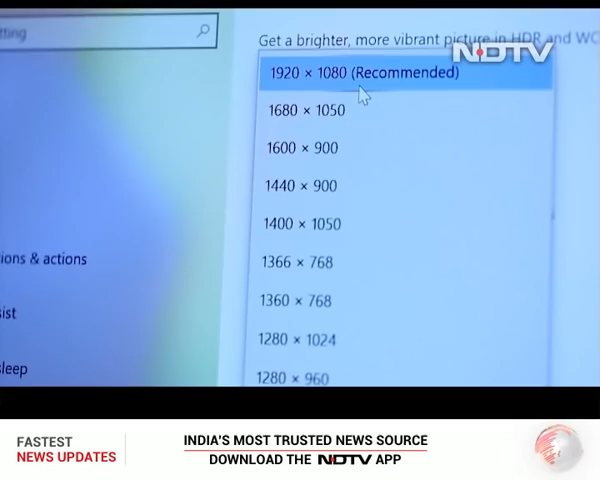 tting
Get a brighter, more vibrant picture in HDR and WC
NDTV
1920 × 1080 (Recommended)
1680 × 1050
1600 × 900
1440 × 900
1400 × 1050
1366 × 768
1360 × 768
1280 × 1024
1280 × 960
ions & actions
sist
sleep
FASTEST
NEWS UPDATES
INDIA'S MOST TRUSTED NEWS SOURCE
DOWNLOAD THE NDTV APP